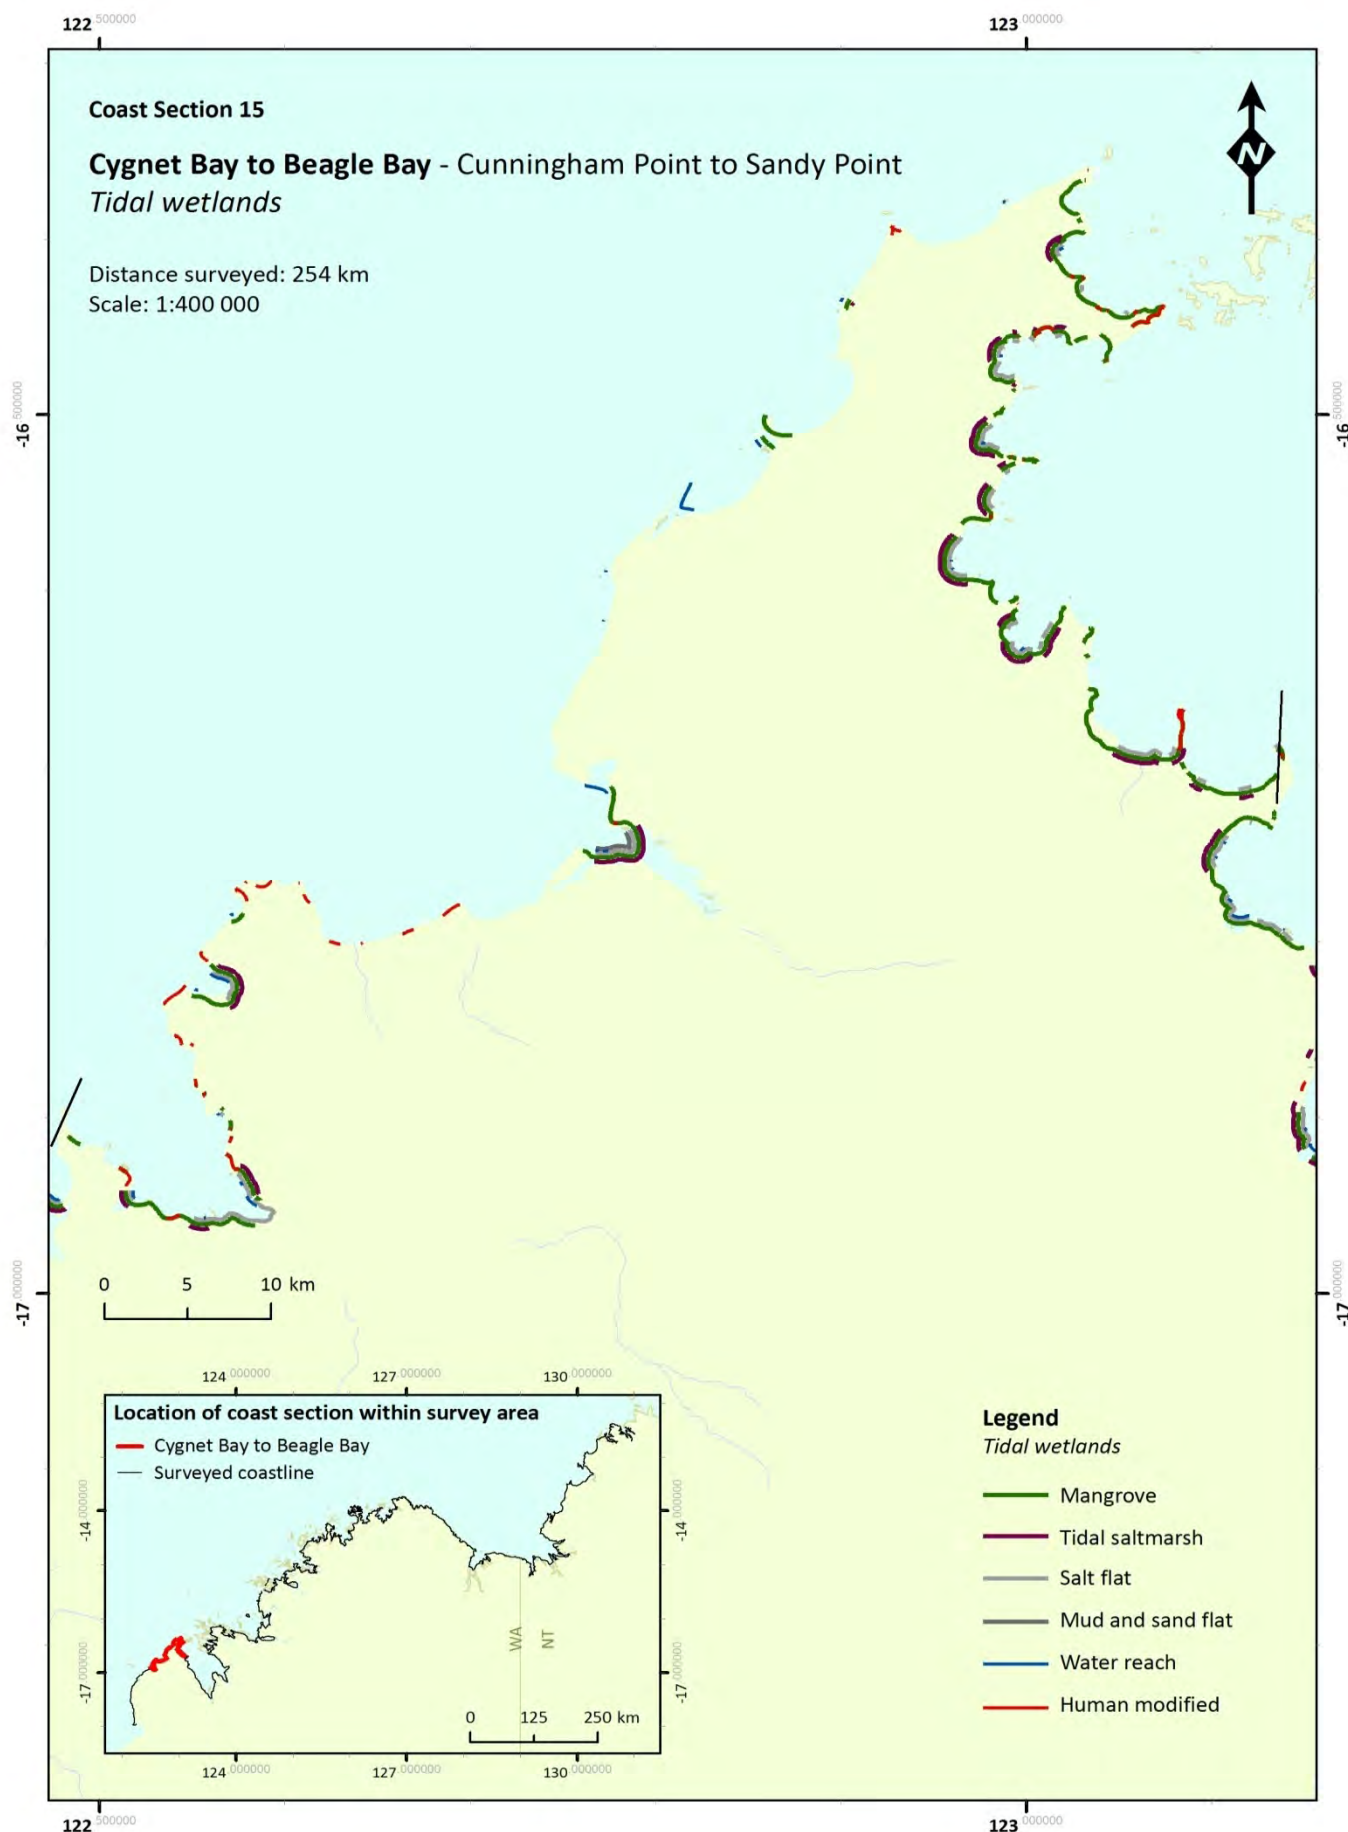 122 500000
123 000000
Coast Section 15
Cygnet Bay to Beagle Bay - Cunningham Point to Sandy Point
Tidal wetlands
N
Distance surveyed: 254 km
Scale: 1:400 000
-16 500000
-16 500000
-17 000000
-17 000000
0 5 10 km
124 000000
127 000000
130 000000
Location of coast section within survey area
Cygnet Bay to Beagle Bay
Surveyed coastline
-14 000000
-14 000000
WA
NT
-17 000000
-17 000000
0 125 250 km
124 000000
127 000000
130 000000
Legend
Tidal wetlands
Mangrove
Tidal saltmarsh
Salt flat
Mud and sand flat
Water reach
Human modified
122 500000
123 000000